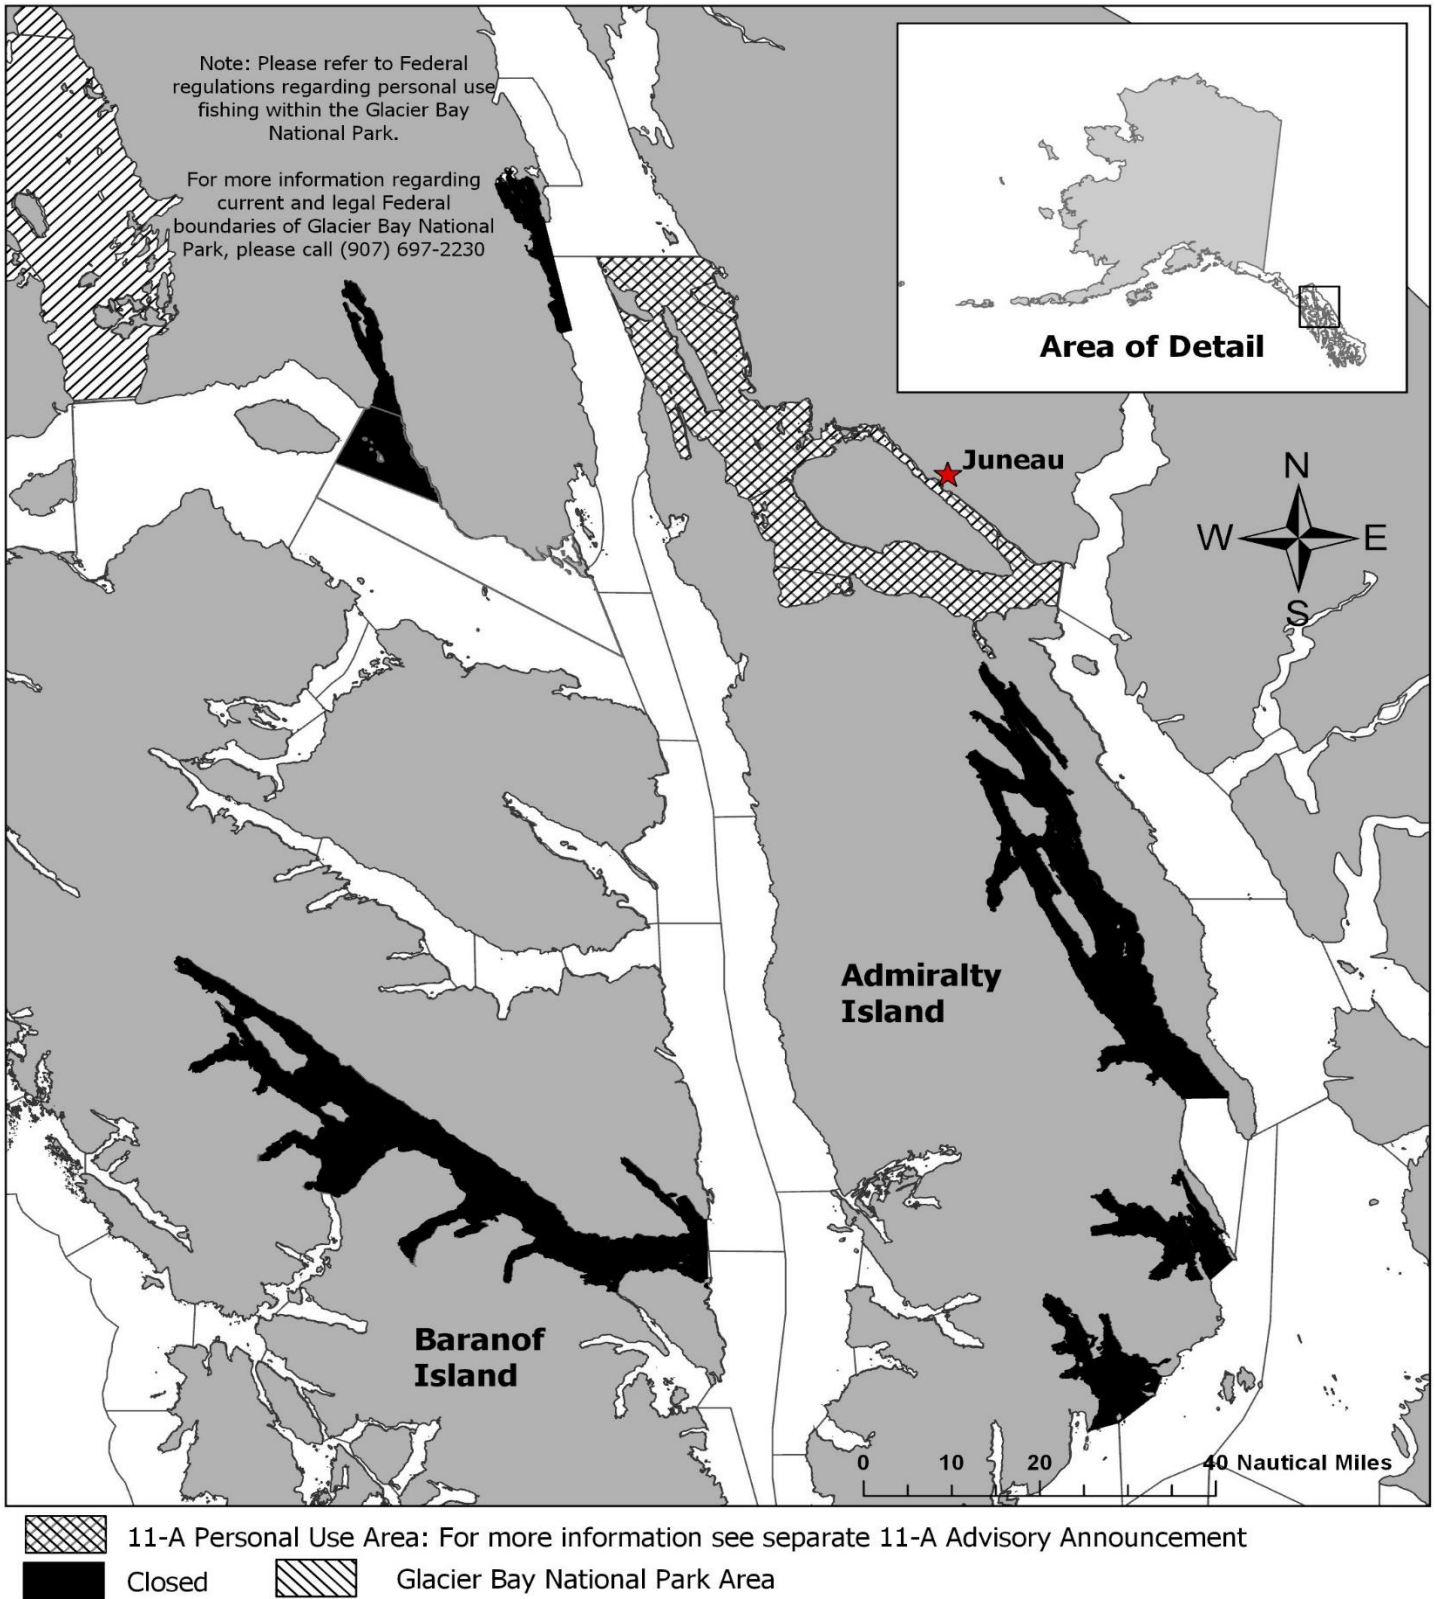 Note: Please refer to Federal
regulations regarding personal use
fishing within the Glacier Bay
National Park.
For more information regarding
current and legal Federal
boundaries of Glacier Bay National
Park, please call (907) 697-2230
Area of Detail
Juneau
N
W
E
S
Admiralty
Island
Baranof
Island
0 10 20 40 Nautical Miles
11-A Personal Use Area: For more information see separate 11-A Advisory Announcement
Closed
Glacier Bay National Park Area